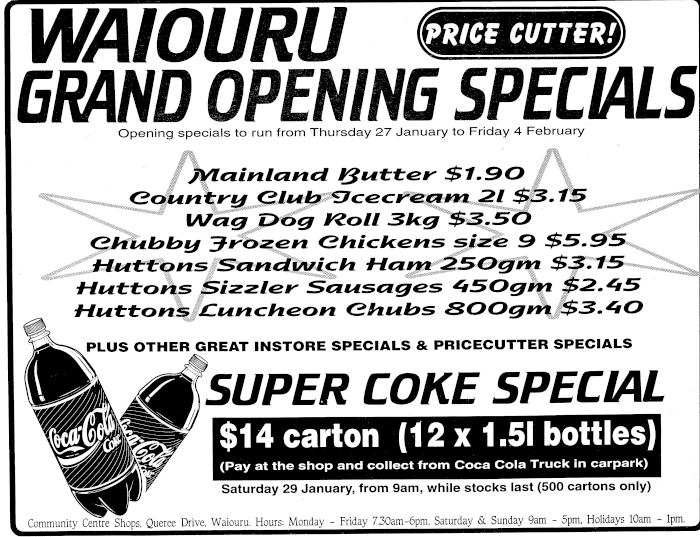 WAIOURU
PRICE CUTTER!
GRAND OPENING SPECIALS
Opening specials to run from Thursday 27 January to Friday 4 February
Mainland Butter $1.90
Country Club Icecream 2l $3.15
Wag Dog Roll 3kg $3.50
Chubby Frozen Chickens size 9 $5.95
Huttons Sandwich Ham 250gm $3.15
Huttons Sizzler Sausages 450gm $2.45
Huttons Luncheon Chubs 800gm $3.40
PLUS OTHER GREAT INSTORE SPECIALS & PRICECUTTER SPECIALS
SUPER COKE SPECIAL
$14 carton (12 x 1.5l bottles)
(Pay at the shop and collect from Coca Cola Truck in carpark)
Saturday 29 January, from 9am, while stocks last (500 cartons only)
Coca-Cola
Coke
Coca-Cola
Community Centre Shops, Queree Drive, Waiouru. Hours: Monday - Friday 7.30am-6pm, Saturday & Sunday 9am - 5pm, Holidays 10am - 1pm.